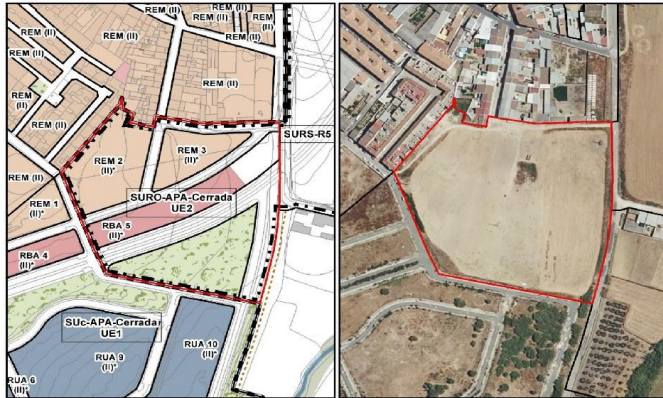 REM (II)
REM (II)
REM (II)
REM (II)
REM (II)
REM (II)
REM (II)
REM (II)
REM (II)
REM (II)
SURS-R5
REM 2
(II)*
REM 3
(II)*
REM (II)
SURO-APA-Cerrada
UE2
REM 1
(II)*
RBA 5
(II)*
RBA 4
(II)*
SUc-APA-Cerradar
UE1
RUA 10
(II)*
RUA 9
(II)*
RUA 6
(II)*